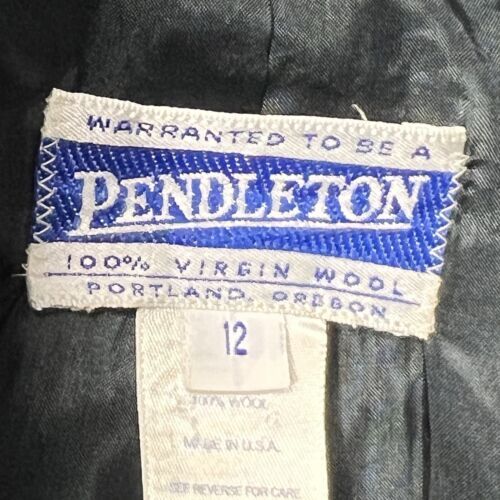 WARRANTED TO BE A
PENDLETON
100% VIRGIN WOOL
PORTLAND, OREGON
12
100% WOOL
MADE IN U.S.A.
SEE REVERSE FOR CARE